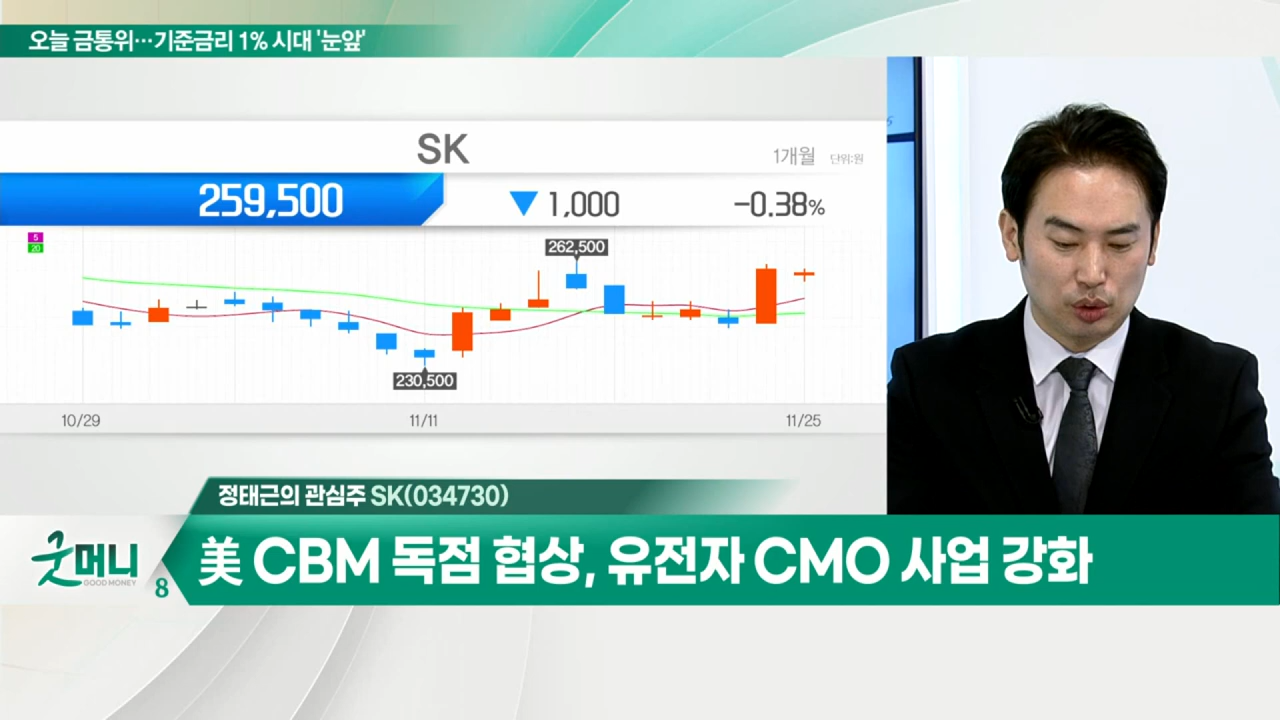 오늘 금통위…기준금리 1% 시대 '눈앞'
SK
1개월 단위:원
259,500 ▼ 1,000 -0.38%
5
20
262,500
230,500
10/29 11/11 11/25
정태근의 관심주 SK(034730)
美 CBM 독점 협상, 유전자 CMO 사업 강화
굿머니
GOOD MONEY
8